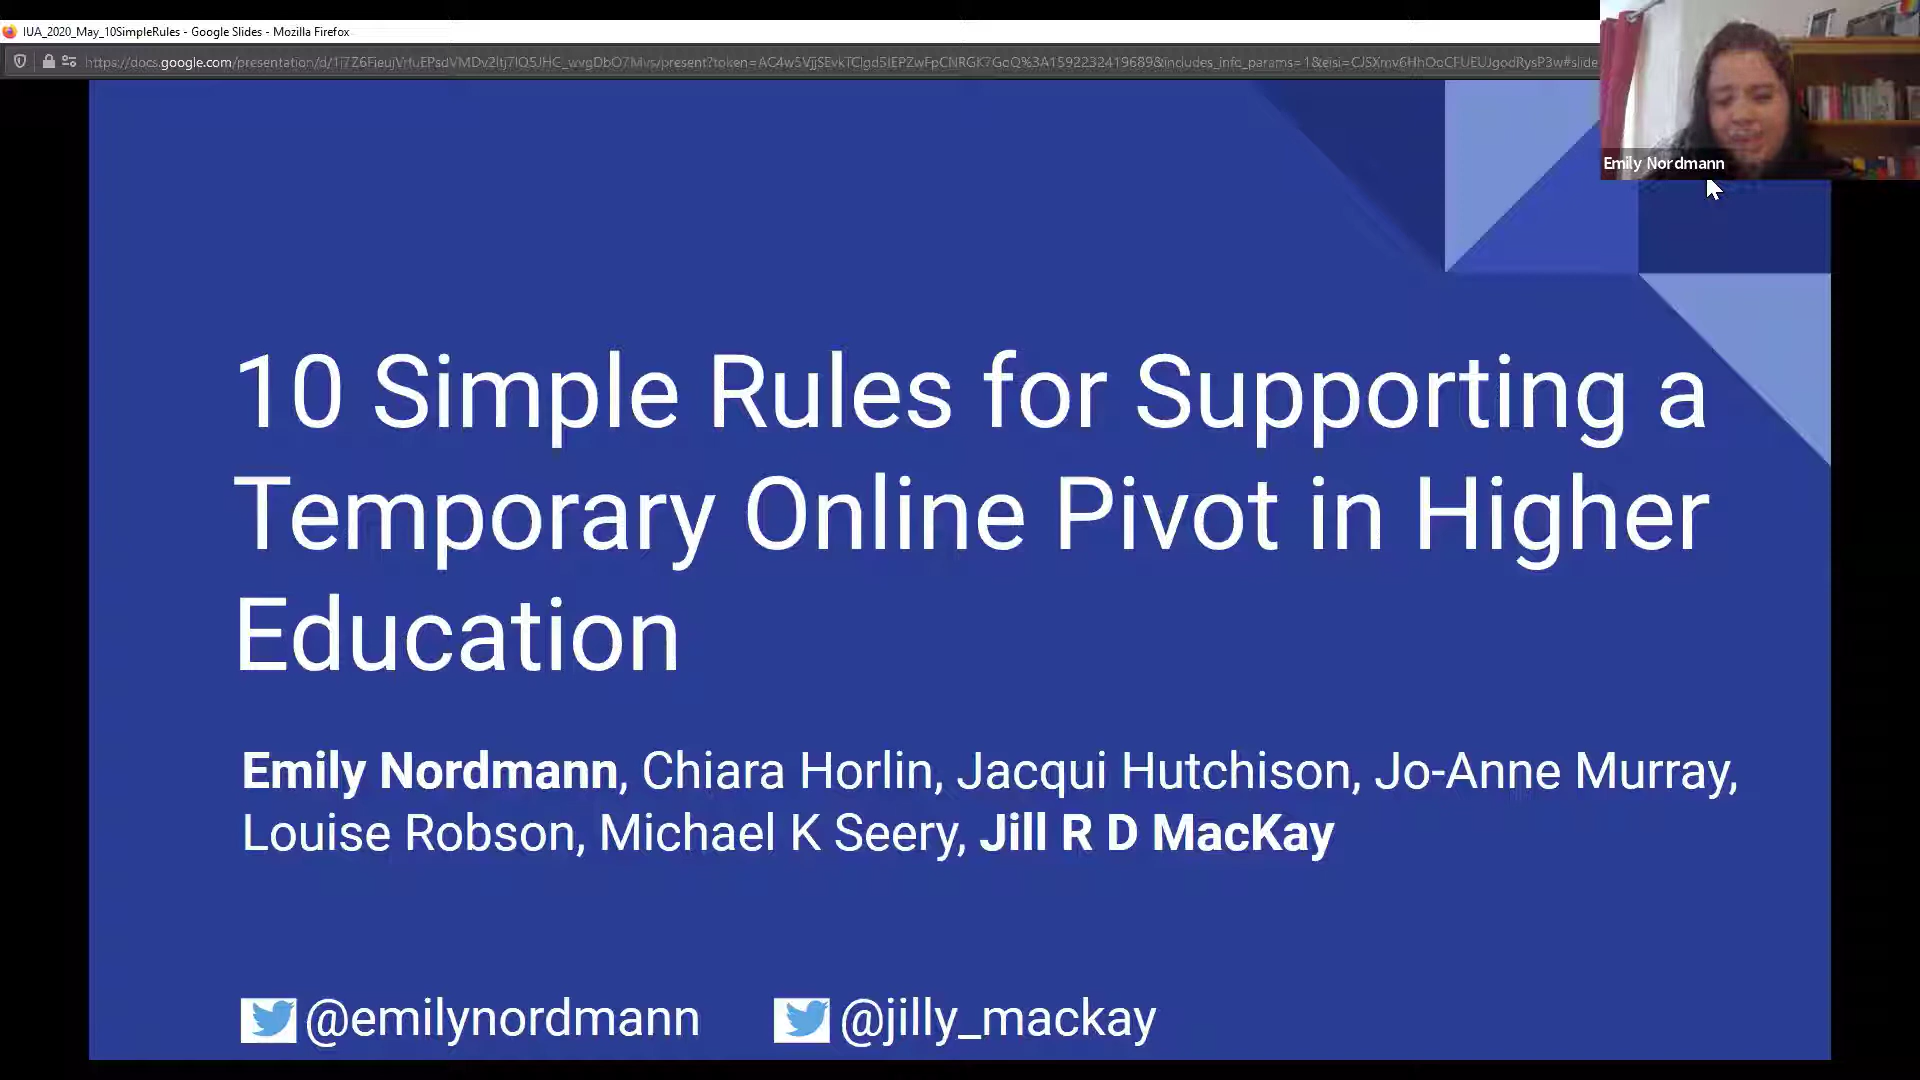 IUA_2020_May_10SimpleRules - Google Slides - Mozilla Firefox
Emily Nordmann
10 Simple Rules for Supporting a
Temporary Online Pivot in Higher
Education
Emily Nordmann, Chiara Horlin, Jacqui Hutchison, Jo-Anne Murray,
Louise Robson, Michael K Seery, Jill R D MacKay
@emilynordmann
@jilly_mackay